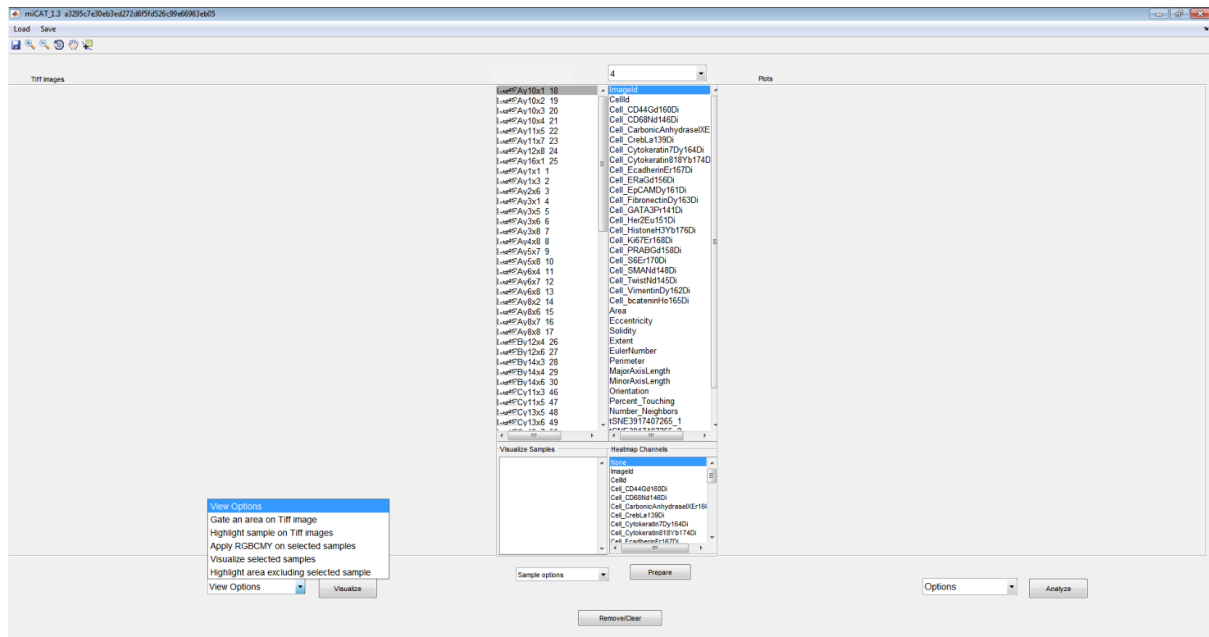 miCAT_1.3 a3295c7e30eb3ed272d6f5fd526c99e66983eb05
Load Save
Tiff Images
4
Plots
Ay10x1 18
Ay10x2 19
Ay10x3 20
Ay10x4 21
Ay11x5 22
Ay11x7 23
Ay12x8 24
Ay16x1 25
Ay1x1 1
Ay1x3 2
Ay2x6 3
Ay3x1 4
Ay3x5 5
Ay3x6 6
Ay3x8 7
Ay4x8 8
Ay5x7 9
Ay5x8 10
Ay6x4 11
Ay6x7 12
Ay6x8 13
Ay8x2 14
Ay8x6 15
Ay8x7 16
Ay8x8 17
By12x4 26
By12x6 27
By14x3 28
By14x4 29
By14x6 30
Cy11x3 46
Cy11x5 47
Cy13x5 48
Cy13x6 49
ImageId
CellId
Cell_CD44Gd160Di
Cell_CD68Nd146Di
Cell_CarbonicAnhydraseIXE
Cell_CrebLa139Di
Cell_Cytokeratin7Dy164Di
Cell_Cytokeratin818Yb174D
Cell_EcadherinEr167Di
Cell_ERaGd156Di
Cell_EpCAMDy161Di
Cell_FibronectinDy163Di
Cell_GATA3Pr141Di
Cell_Her2Eu151Di
Cell_HistoneH3Yb176Di
Cell_Ki67Er168Di
Cell_PRABGd158Di
Cell_S6Er170Di
Cell_SMANd148Di
Cell_TwistNd145Di
Cell_VimentinDy162Di
Cell_bcateninHo165Di
Area
Eccentricity
Solidity
Extent
EulerNumber
Perimeter
MajorAxisLength
MinorAxisLength
Orientation
Percent_Touching
Number_Neighbors
tSNE3917407265_1
tSNE3917407265_2
Visualize Samples
Heatmap Channels
None
ImageId
CellId
Cell_CD44Gd160Di
Cell_CD68Nd146Di
Cell_CarbonicAnhydraseIXEr16
Cell_CrebLa139Di
Cell_Cytokeratin7Dy164Di
Cell_Cytokeratin818Yb174Di
Cell_EcadherinEr167Di
View Options
Gate an area on Tiff image
Highlight sample on Tiff images
Apply RGBCMY on selected samples
Visualize selected samples
Highlight area excluding selected sample
View Options
Visualize
Sample options
Prepare
Options
Analyze
Remove/Clear